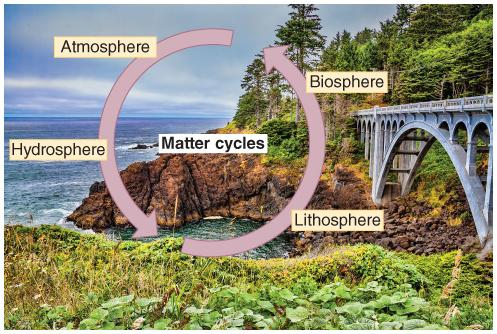 Atmosphere
Biosphere
Hydrosphere
Matter cycles
Lithosphere